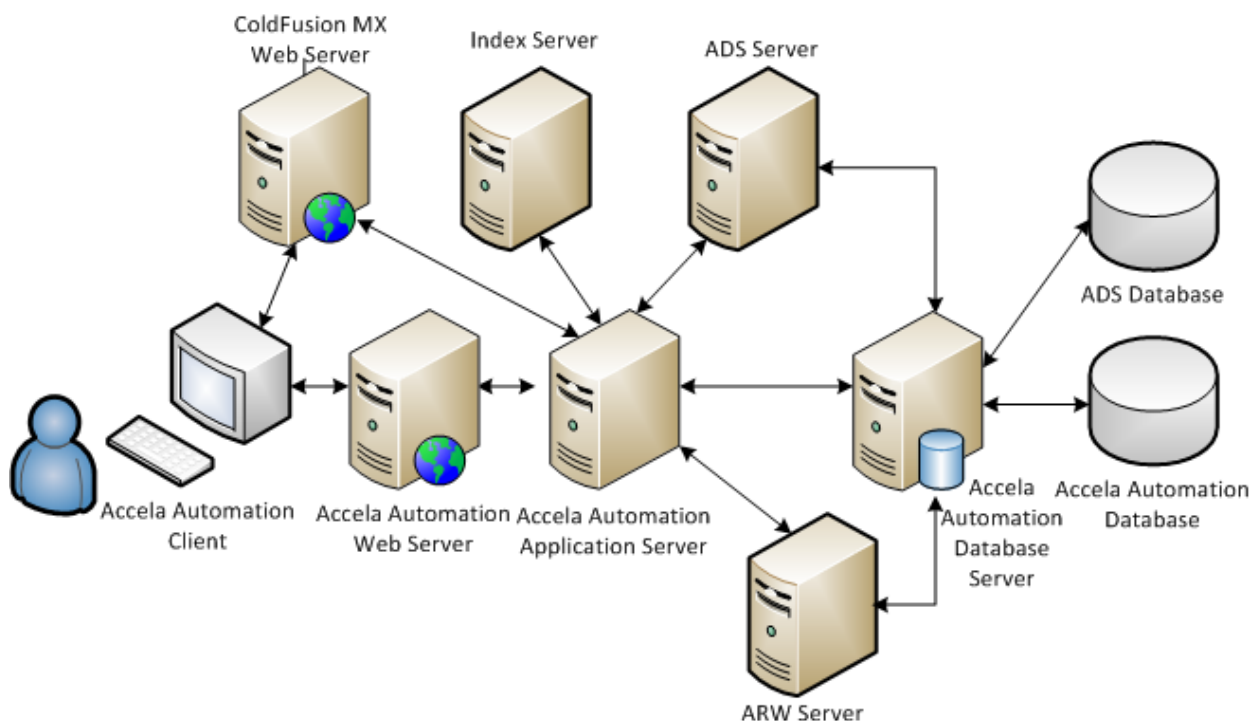 ColdFusion MX
Web Server
Index Server
ADS Server
ADS Database
Accela Automation
Client
Accela Automation
Web Server
Accela Automation
Application Server
Accela
Automation
Database
Server
Accela Automation
Database
ARW Server